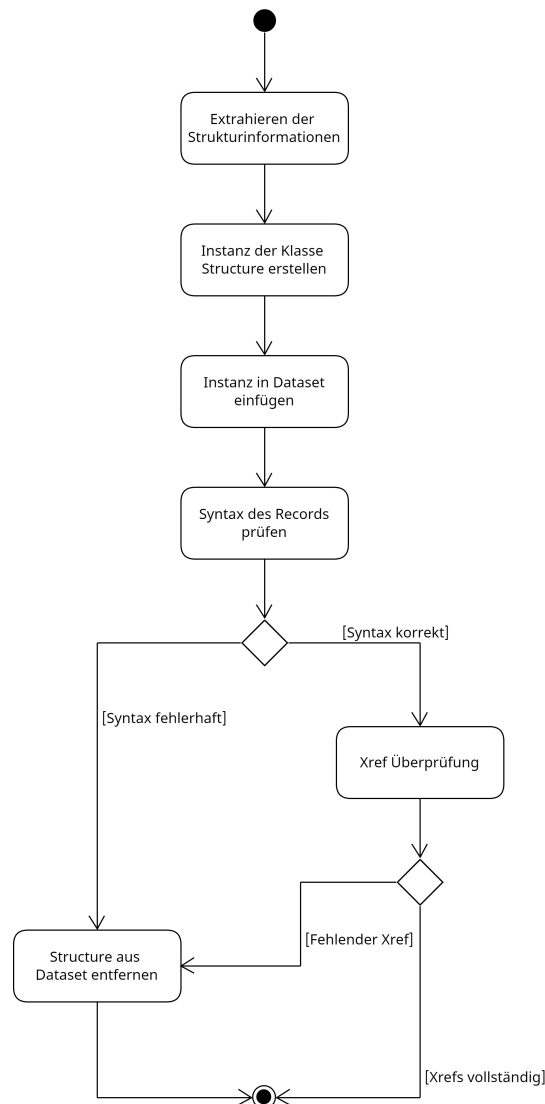 Extrahieren der
Strukturinformationen
Instanz der Klasse
Structure erstellen
Instanz in Dataset
einfügen
Syntax des Records
prüfen
[Syntax korrekt]
[Syntax fehlerhaft]
Xref Überprüfung
[Fehlender Xref]
Structure aus
Dataset entfernen
[Xrefs vollständig]